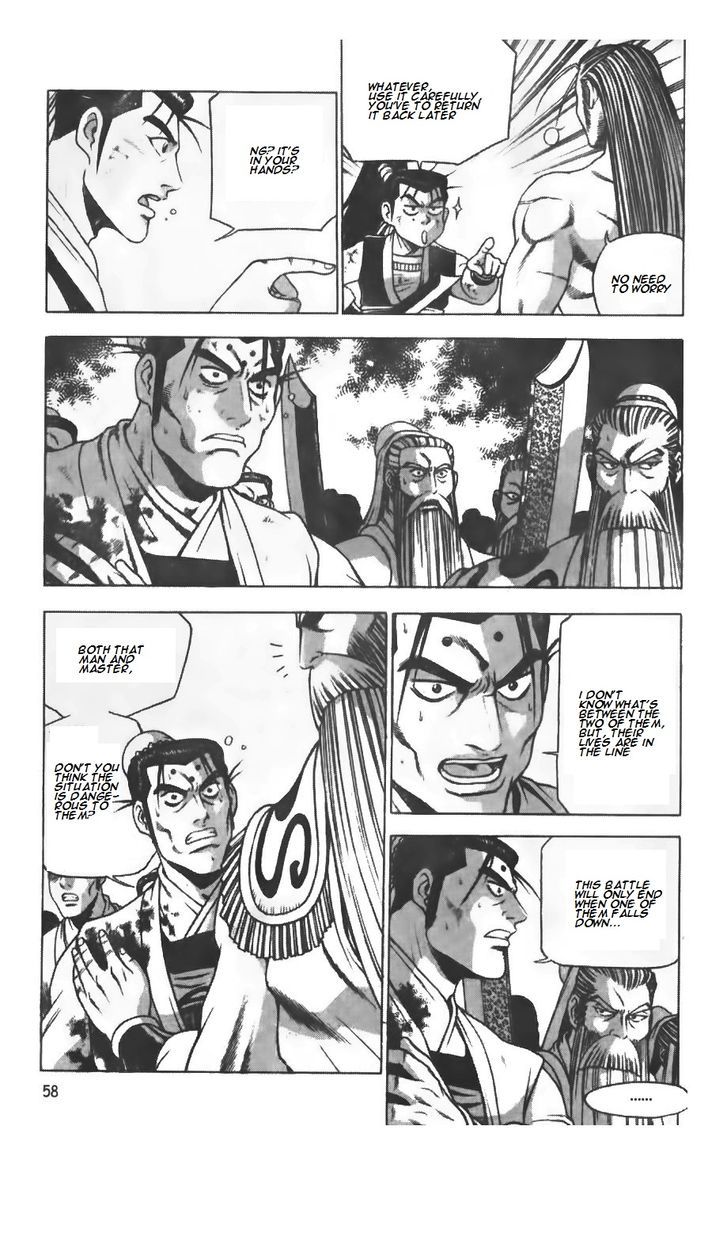 NG? IT'S
IN YOUR
HANDS?
WHATEVER,
USE IT CAREFULLY
YOU'VE TO RETURN
IT BACK LATER
NO NEED
TO WORRY
BOTH THAT
MAN AND
MASTER,
DON'T YOU
THINK THE
SITUATION
IS DANGE-
ROUS TO
THEM?
I DON'T
KNOW WHAT'S
BETWEEN THE
TWO OF THEM,
BUT, THEIR
LIVES ARE IN
THE LINE
THIS BATTLE
WILL ONLY END
WHEN ONE OF
THEM FALLS
DOWN...
......
58